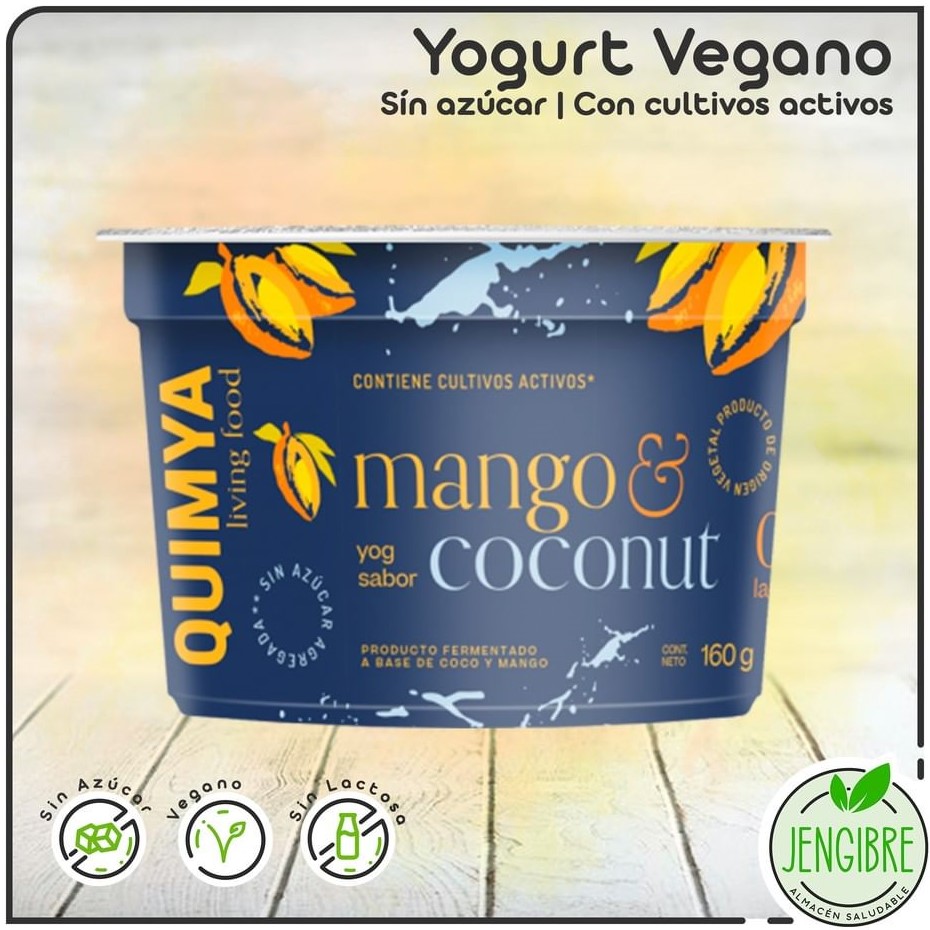 Yogurt Vegano
Sín azúcar | Con cultivos activos
QUIMYA
living food
CONTIENE CULTIVOS ACTIVOS*
mango &
yog sabor
coconut
PRODUCTO DE ORIGEN VEGETAL
SIN AZÚCAR AGREGADA**
la
PRODUCTO FERMENTADO
A BASE DE COCO Y MANGO
CONT.
NETO
160 g
Sin Azúcar
Vegano
Sin Lactosa
JENGIBRE
ALMACÉN SALUDABLE